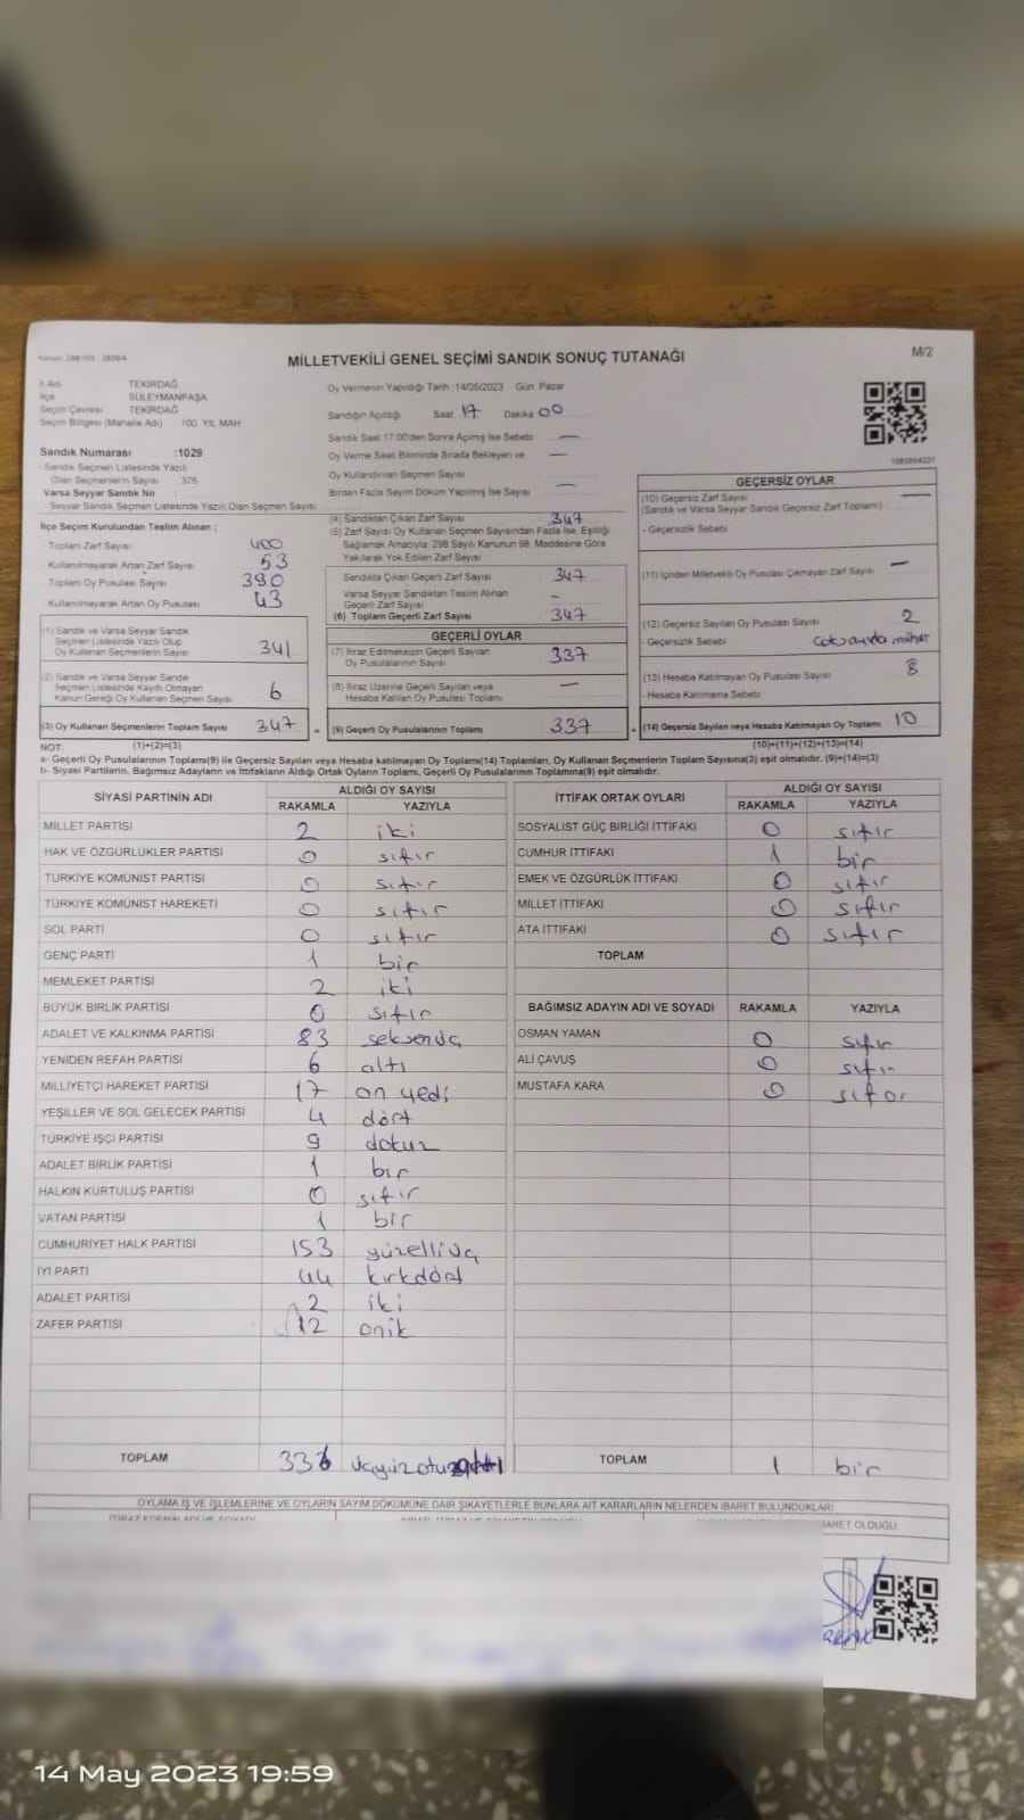 MİLLETVEKİLİ GENEL SEÇİMİ SANDIK SONUÇ TUTANAĞI
M/2
İli Adı TEKİRDAĞ
İlçe SÜLEYMANPAŞA
Seçim Çevresi TEKİRDAĞ
Seçim Bölgesi (Mahalle Adı) 100. YIL MAH
Sandık Numarası :1029
Sandık Seçmen Listesinde Yazılı
Olan Seçmenlerin Sayısı 376
Varsa Seyyar Sandık No
Seyyar Sandık Seçmen Listesinde Yazılı Olan Seçmen Sayısı
Oy Vermenin Yapıldığı Tarih :14/05/2023 Gün: Pazar
Sandığın Açıldığı Saat: 17 Dakika 00
Sandık Saat 17:00'den Sonra Açılmış İse Sebebi —
Oy Verme Saati Bitiminde Sırada Bekleyen ve —
Oy Kullandırılan Seçmen Sayısı
Birden Fazla Sayım Döküm Yapılmış İse Sayısı —
İlçe Seçim Kurulundan Teslim Alınan ;
Toplam Zarf Sayısı 400
Kullanılmayarak Artan Zarf Sayısı 53
Toplam Oy Pusulası Sayısı 390
Kullanılmayarak Artan Oy Pusulası 43
(1) Sandık ve Varsa Seyyar Sandık
Seçmen Listesinde Yazılı Olup
Oy Kullanan Seçmenlerin Sayısı 341
(2) Sandık ve Varsa Seyyar Sandık
Seçmen Listesinde Kaydı Olmayan
Kanun Gereği Oy Kullanan Seçmen Sayısı 6
(3) Oy Kullanan Seçmenlerin Toplam Sayısı 347
(1)+(2)=(3)
(4) Sandıktan Çıkan Zarf Sayısı 347
(5) Zarf Sayısı Oy Kullanan Seçmen Sayısından Fazla İse, Eşitliği
Sağlamak Amacıyla; 298 Sayılı Kanunun 98. Maddesine Göre
Yakılarak Yok Edilen Zarf Sayısı
Sandıkta Çıkan Geçerli Zarf Sayısı 347
Varsa Seyyar Sandıktan Teslim Alınan
Geçerli Zarf Sayısı -
(6) Toplam Geçerli Zarf Sayısı 347
GEÇERLİ OYLAR
(7) İtiraz Edilmeksizin Geçerli Sayılan
Oy Pusulalarının Sayısı 337
(8) İtiraz Üzerine Geçerli Sayılan veya
Hesaba Katılan Oy Pusulası Toplamı —
(9) Geçerli Oy Pusulalarının Toplamı 337
GEÇERSİZ OYLAR
(10) Geçersiz Zarf Sayısı —
(Sandık ve Varsa Seyyar Sandık Geçersiz Zarf Toplamı)
- Geçersizlik Sebebi
(11) İçinden Milletvekili Oy Pusulası Çıkmayan Zarf Sayısı —
(12) Geçersiz Sayılan Oy Pusulası Sayısı 2
- Geçersizlik Sebebi
(13) Hesaba Katılmayan Oy Pusulası Sayısı 8
- Hesaba Katılmama Sebebi
(14) Geçersiz Sayılan veya Hesaba Katılmayan Oy Toplamı 10
(10)+(11)+(12)+(13)=(14)
NOT:
a- Geçerli Oy Pusulalarının Toplamı(9) ile Geçersiz Sayılan veya Hesaba katılmayan Oy Toplamı(14) Toplamları, Oy Kullanan Seçmenlerin Toplam Sayısına(3) eşit olmalıdır. (9)+(14)=(3)
b- Siyasi Partilerin, Bağımsız Adayların ve İttifakların Aldığı Ortak Oyların Toplamı, Geçerli Oy Pusulalarının Toplamına(9) eşit olmalıdır.
SİYASİ PARTİNİN ADI ALDIĞI OY SAYISI
RAKAMLA YAZIYLA
MİLLET PARTİSİ 2 iki
HAK VE ÖZGÜRLÜKLER PARTİSİ 0 sıfır
TÜRKİYE KOMÜNİST PARTİSİ 0 sıfır
TÜRKİYE KOMÜNİST HAREKETİ 0 sıfır
SOL PARTİ 0 sıfır
GENÇ PARTİ 1 bir
MEMLEKET PARTİSİ 2 iki
BÜYÜK BİRLİK PARTİSİ 0 sıfır
ADALET VE KALKINMA PARTİSİ 83 seksenüç
YENİDEN REFAH PARTİSİ 6 altı
MİLLİYETÇİ HAREKET PARTİSİ 17 on yedi
YEŞİLLER VE SOL GELECEK PARTİSİ 4 dört
TÜRKİYE İŞÇİ PARTİSİ 9 dokuz
ADALET BİRLİK PARTİSİ 1 bir
HALKIN KURTULUŞ PARTİSİ 0 sıfır
VATAN PARTİSİ 1 bir
CUMHURİYET HALK PARTİSİ 153 yüzelliüç
İYİ PARTİ 44 kırkdört
ADALET PARTİSİ 2 iki
ZAFER PARTİSİ 12 onik
TOPLAM 336 üçyüzotuzaltı
İTTİFAK ORTAK OYLARI ALDIĞI OY SAYISI
RAKAMLA YAZIYLA
SOSYALİST GÜÇ BİRLİĞİ İTTİFAKI 0 sıfır
CUMHUR İTTİFAKI 1 bir
EMEK VE ÖZGÜRLÜK İTTİFAKI 0 sıfır
MİLLET İTTİFAKI 0 sıfır
ATA İTTİFAKI 0 sıfır
TOPLAM
BAĞIMSIZ ADAYIN ADI VE SOYADI RAKAMLA YAZIYLA
OSMAN YAMAN 0 sıfır
ALİ ÇAVUŞ 0 sıfır
MUSTAFA KARA 0 sıfır
TOPLAM 1 bir
OYLAMA İŞ VE İŞLEMLERİNE VE OYLARIN SAYIM DÖKÜMÜNE DAİR ŞİKAYETLERLE BUNLARA AİT KARARLARIN NELERDEN İBARET BULUNDUKLARI
İBARET OLDUĞU
14 May 2023 19:59